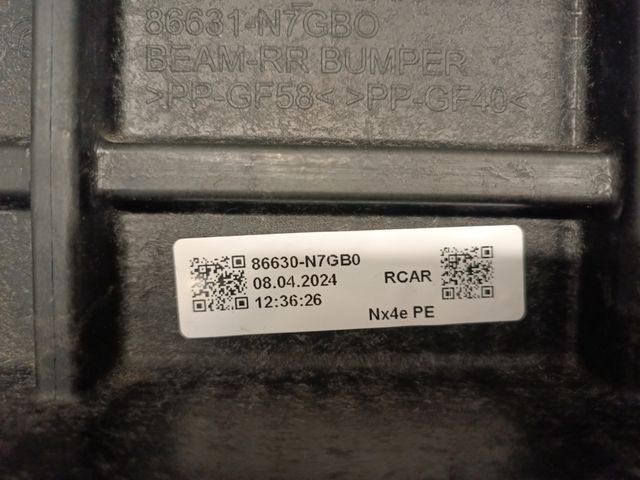 86631-N7GB0
BEAM-RR BUMPER
>PP-GF58< >PP-GF40<
86630-N7GB0
08.04.2024
RCAR
12:36:26
Nx4e PE